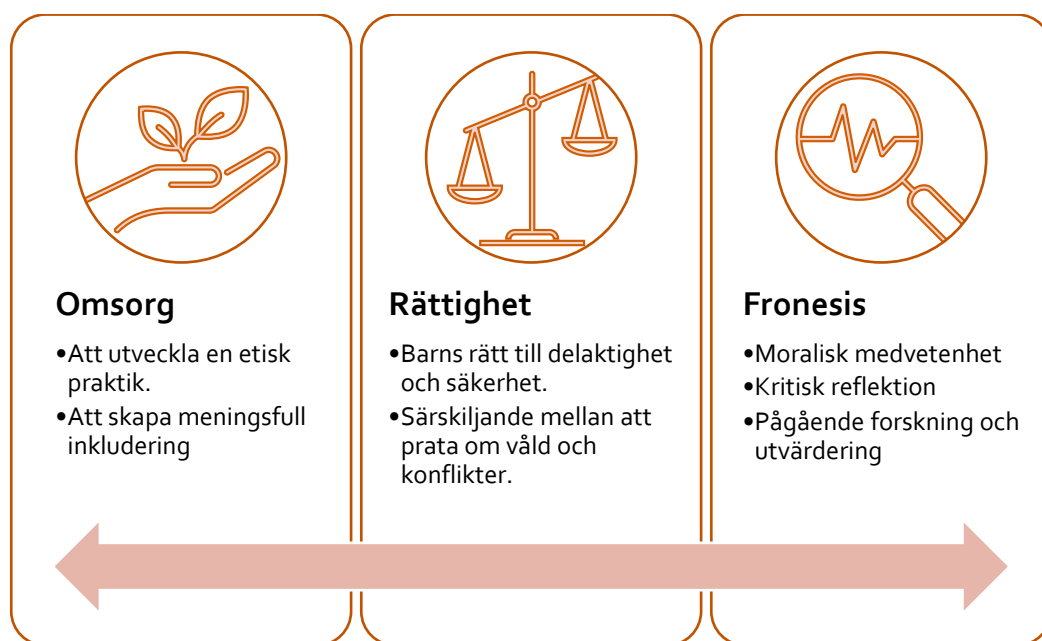 Omsorg
•Att utveckla en etisk
praktik.
•Att skapa meningsfull
inkludering
Rättighet
•Barns rätt till delaktighet
och säkerhet.
•Särskiljande mellan att
prata om våld och
konflikter.
Fronesis
•Moralisk medvetenhet
•Kritisk reflektion
•Pågående forskning och
utvärdering